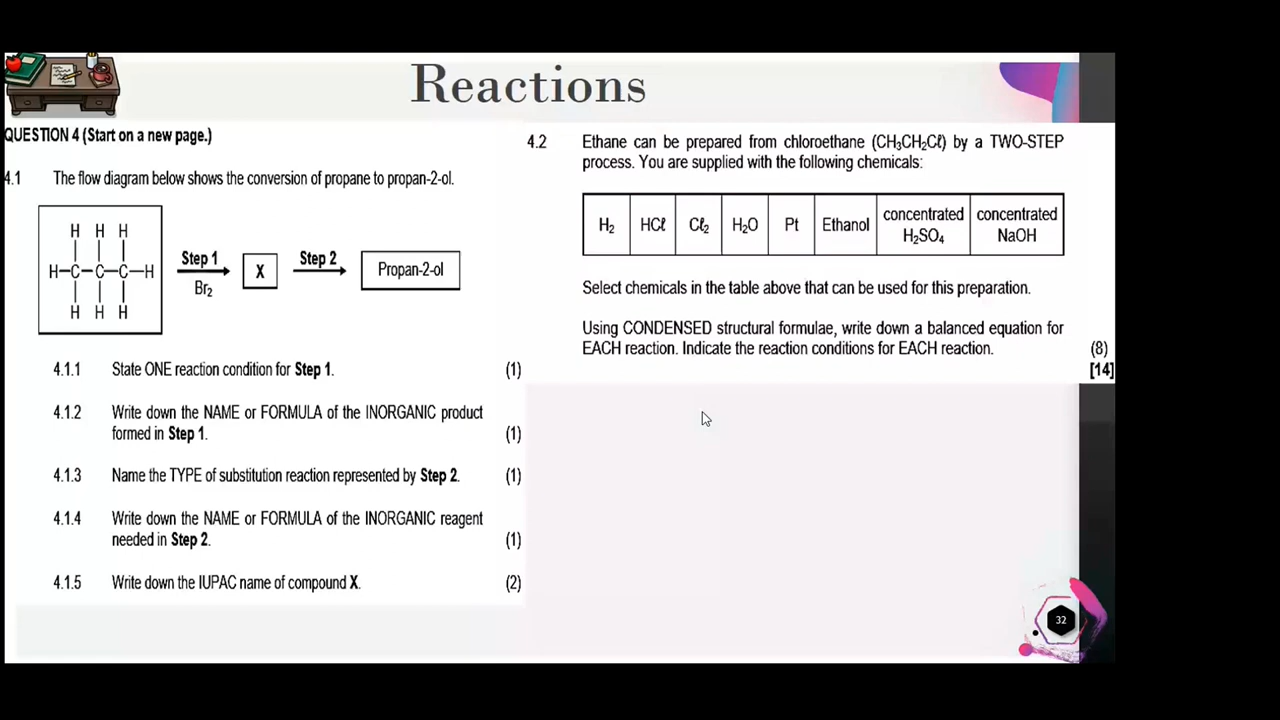 Reactions
QUESTION 4 (Start on a new page.)
4.1 The flow diagram below shows the conversion of propane to propan-2-ol.
H H H
H–C–C–C–H
H H H
Step 1
Br₂
X
Step 2
Propan-2-ol
4.1.1 State ONE reaction condition for Step 1. (1)
4.1.2 Write down the NAME or FORMULA of the INORGANIC product
formed in Step 1. (1)
4.1.3 Name the TYPE of substitution reaction represented by Step 2. (1)
4.1.4 Write down the NAME or FORMULA of the INORGANIC reagent
needed in Step 2. (1)
4.1.5 Write down the IUPAC name of compound X. (2)
4.2 Ethane can be prepared from chloroethane (CH₃CH₂Cℓ) by a TWO-STEP
process. You are supplied with the following chemicals:
H₂ HCℓ Cℓ₂ H₂O Pt Ethanol concentrated H₂SO₄ concentrated NaOH
Select chemicals in the table above that can be used for this preparation.
Using CONDENSED structural formulae, write down a balanced equation for
EACH reaction. Indicate the reaction conditions for EACH reaction. (8)
[14]
32